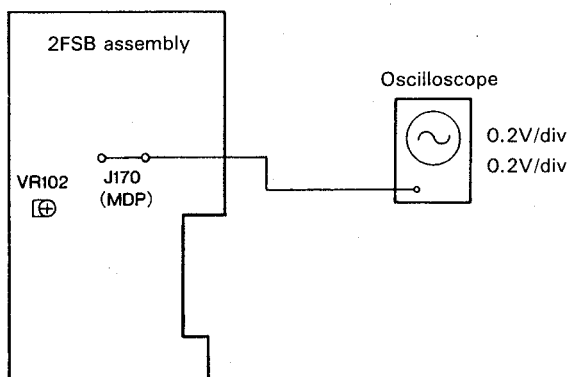 2FSB assembly
Oscilloscope
0.2V/div
0.2V/div
VR102
J170
(MDP)